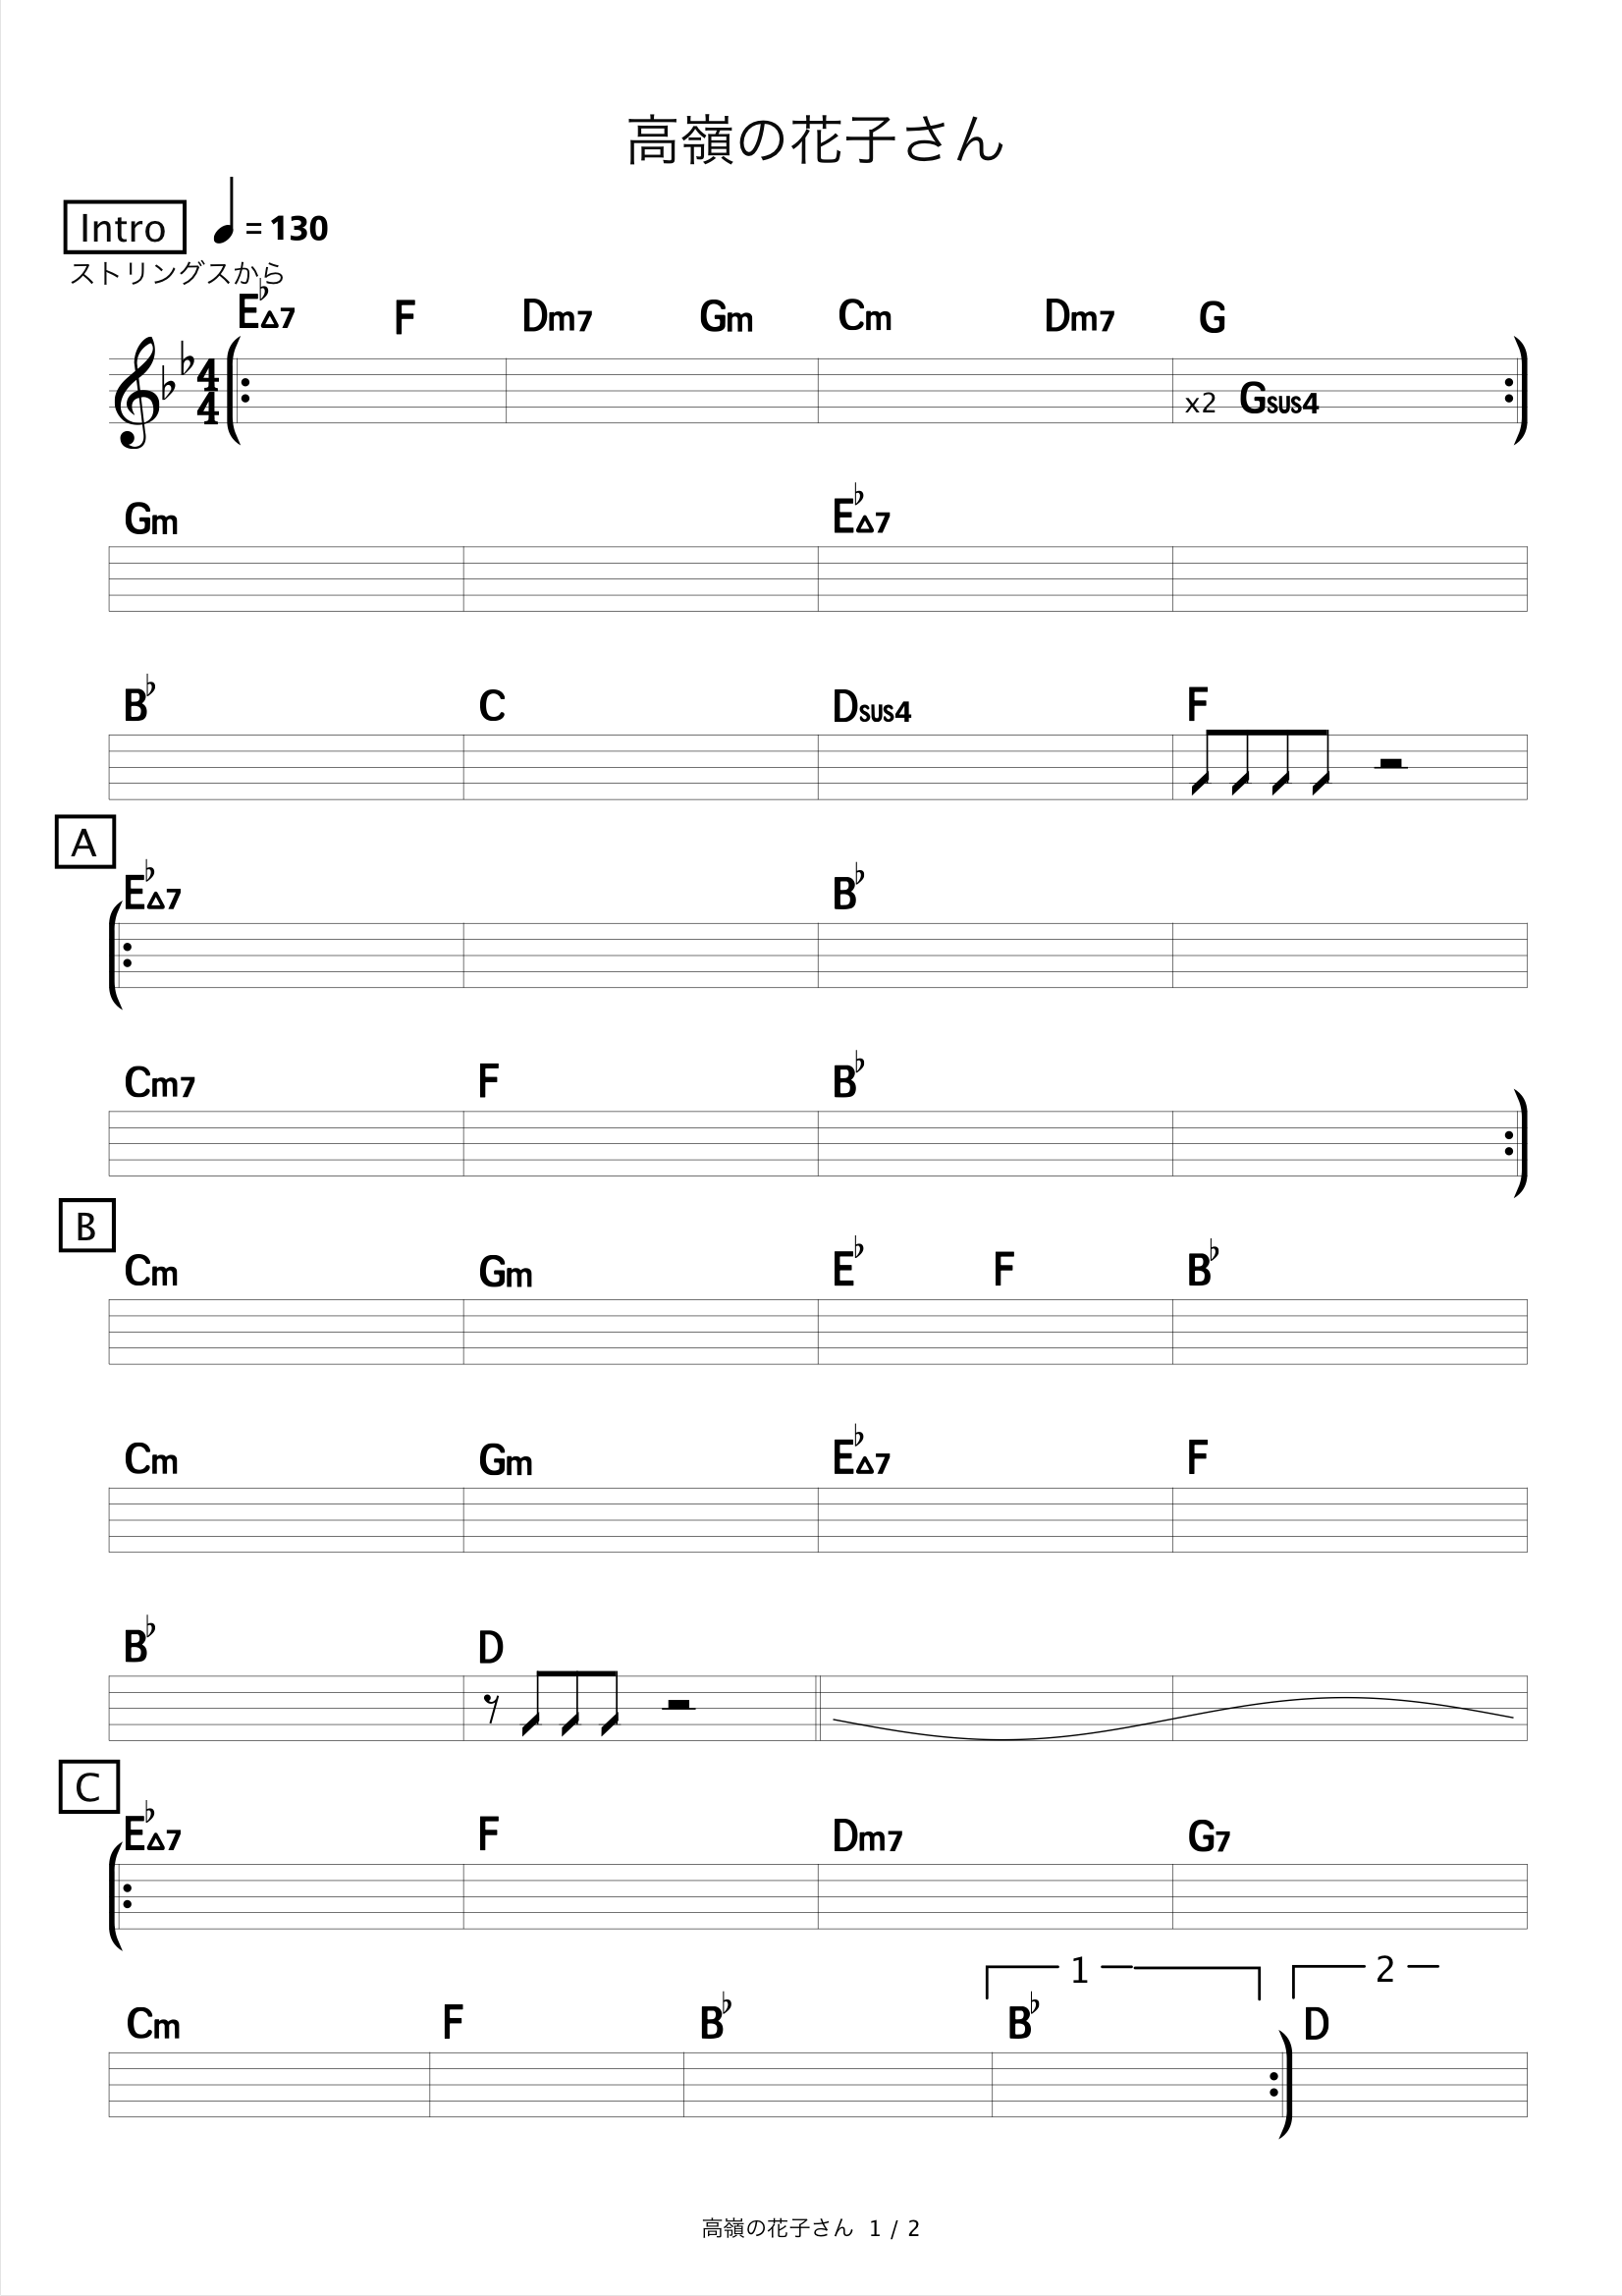 高嶺の花子さん
Intro ♩ = 130
ストリングスから
E♭△7 F Dm7 Gm Cm Dm7 G
4
4
x2 Gsus4
Gm E♭△7
B♭ C Dsus4 F
A
E♭△7 B♭
Cm7 F B♭
B
Cm Gm E♭ F B♭
Cm Gm E♭△7 F
B♭ D
C
E♭△7 F Dm7 G7
1 2
Cm F B♭ B♭ D
高嶺の花子さん 1 / 2